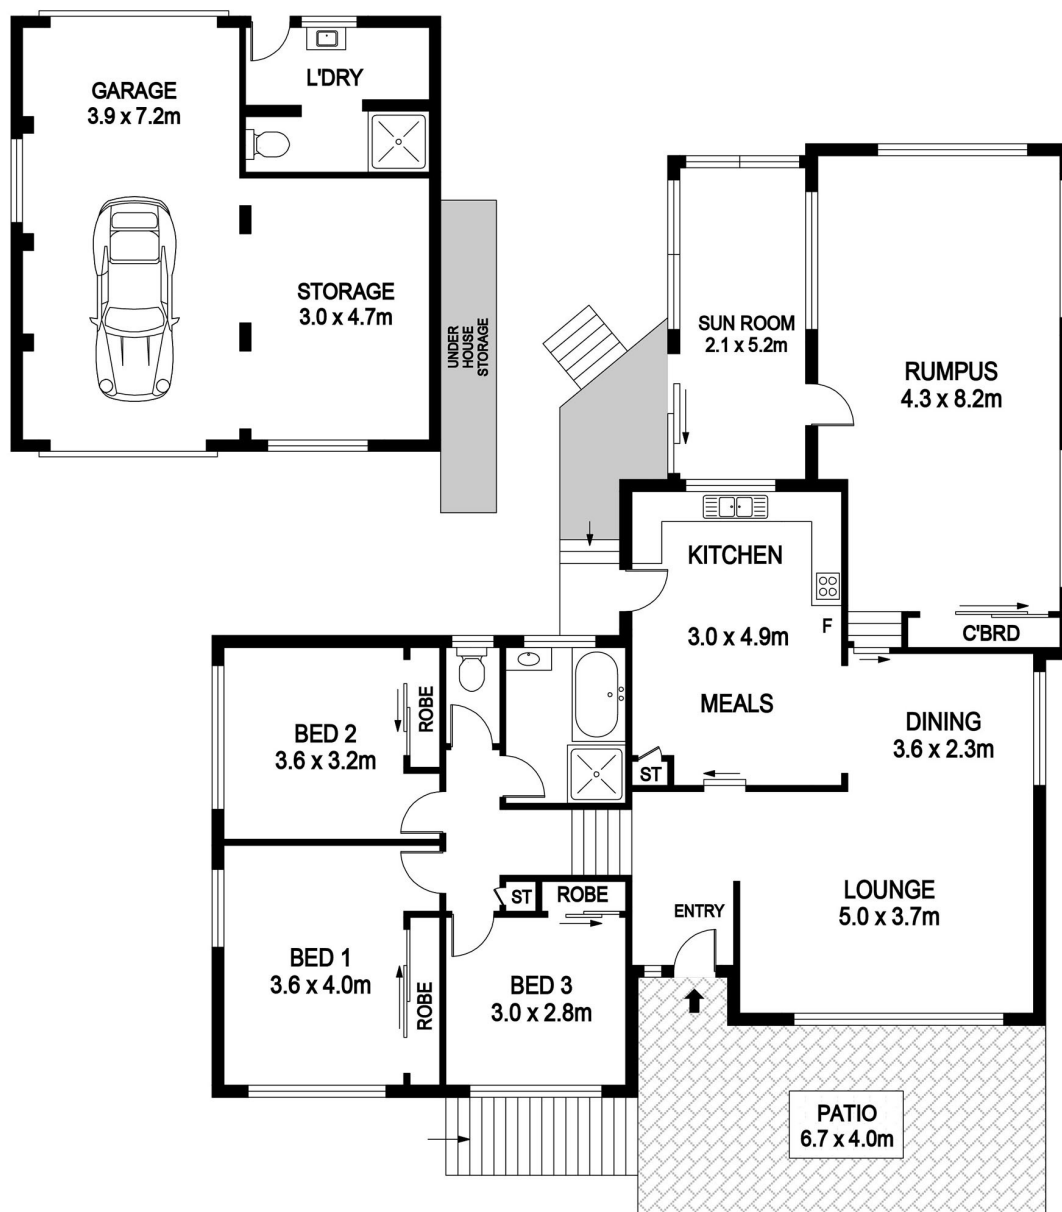 GARAGE
3.9 x 7.2m
L'DRY
STORAGE
3.0 x 4.7m
UNDER
HOUSE
STORAGE
SUN ROOM
2.1 x 5.2m
RUMPUS
4.3 x 8.2m
KITCHEN
3.0 x 4.9m
F
C'BRD
MEALS
DINING
3.6 x 2.3m
BED 2
3.6 x 3.2m
ROBE
ST
ST
ROBE
ENTRY
LOUNGE
5.0 x 3.7m
BED 1
3.6 x 4.0m
ROBE
BED 3
3.0 x 2.8m
PATIO
6.7 x 4.0m